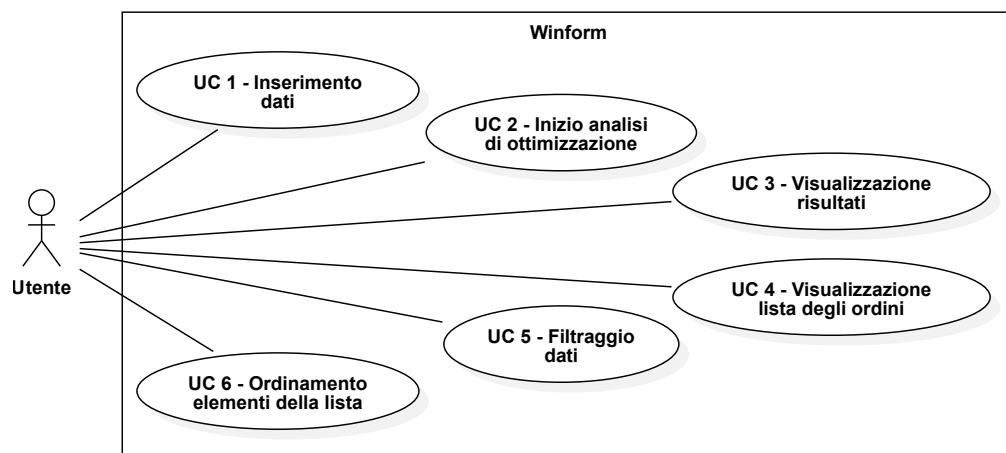 Winform
UC 1 - Inserimento
dati
UC 2 - Inizio analisi
di ottimizzazione
UC 3 - Visualizzazione
risultati
Utente
UC 4 - Visualizzazione
lista degli ordini
UC 5 - Filtraggio
dati
UC 6 - Ordinamento
elementi della lista